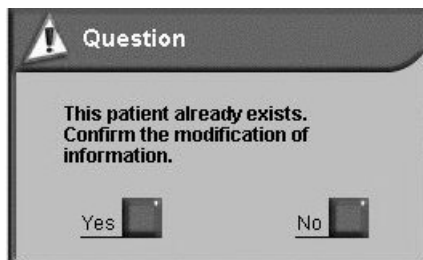 Question
This patient already exists.
Confirm the modification of
information.
Yes No